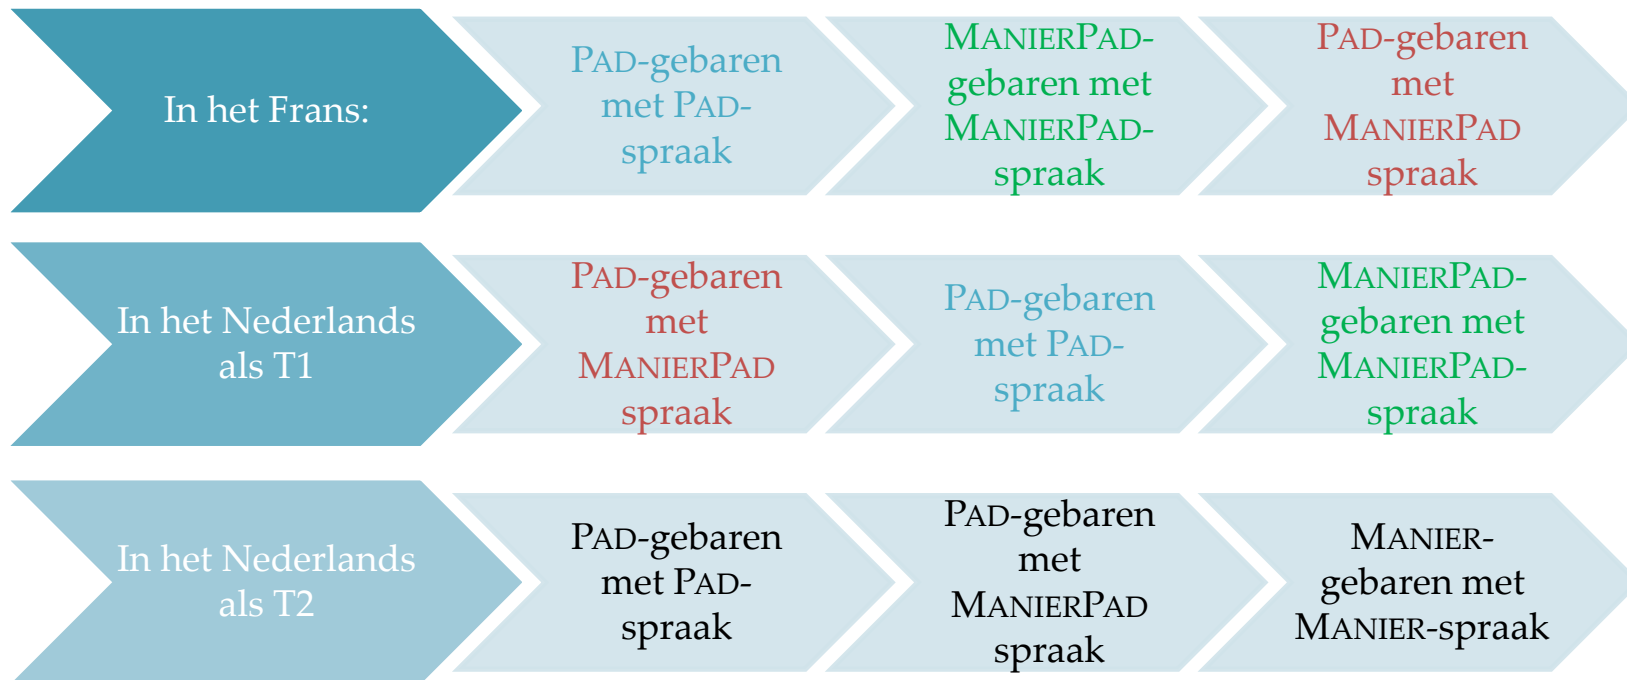 In het Frans:
PAD-gebaren
met PAD-
spraak
MANIERPAD-
gebaren met
MANIERPAD-
spraak
PAD-gebaren
met
MANIERPAD
spraak
In het Nederlands
als T1
PAD-gebaren
met
MANIERPAD
spraak
PAD-gebaren
met PAD-
spraak
MANIERPAD-
gebaren met
MANIERPAD-
spraak
In het Nederlands
als T2
PAD-gebaren
met PAD-
spraak
PAD-gebaren
met
MANIERPAD
spraak
MANIER-
gebaren met
MANIER-spraak